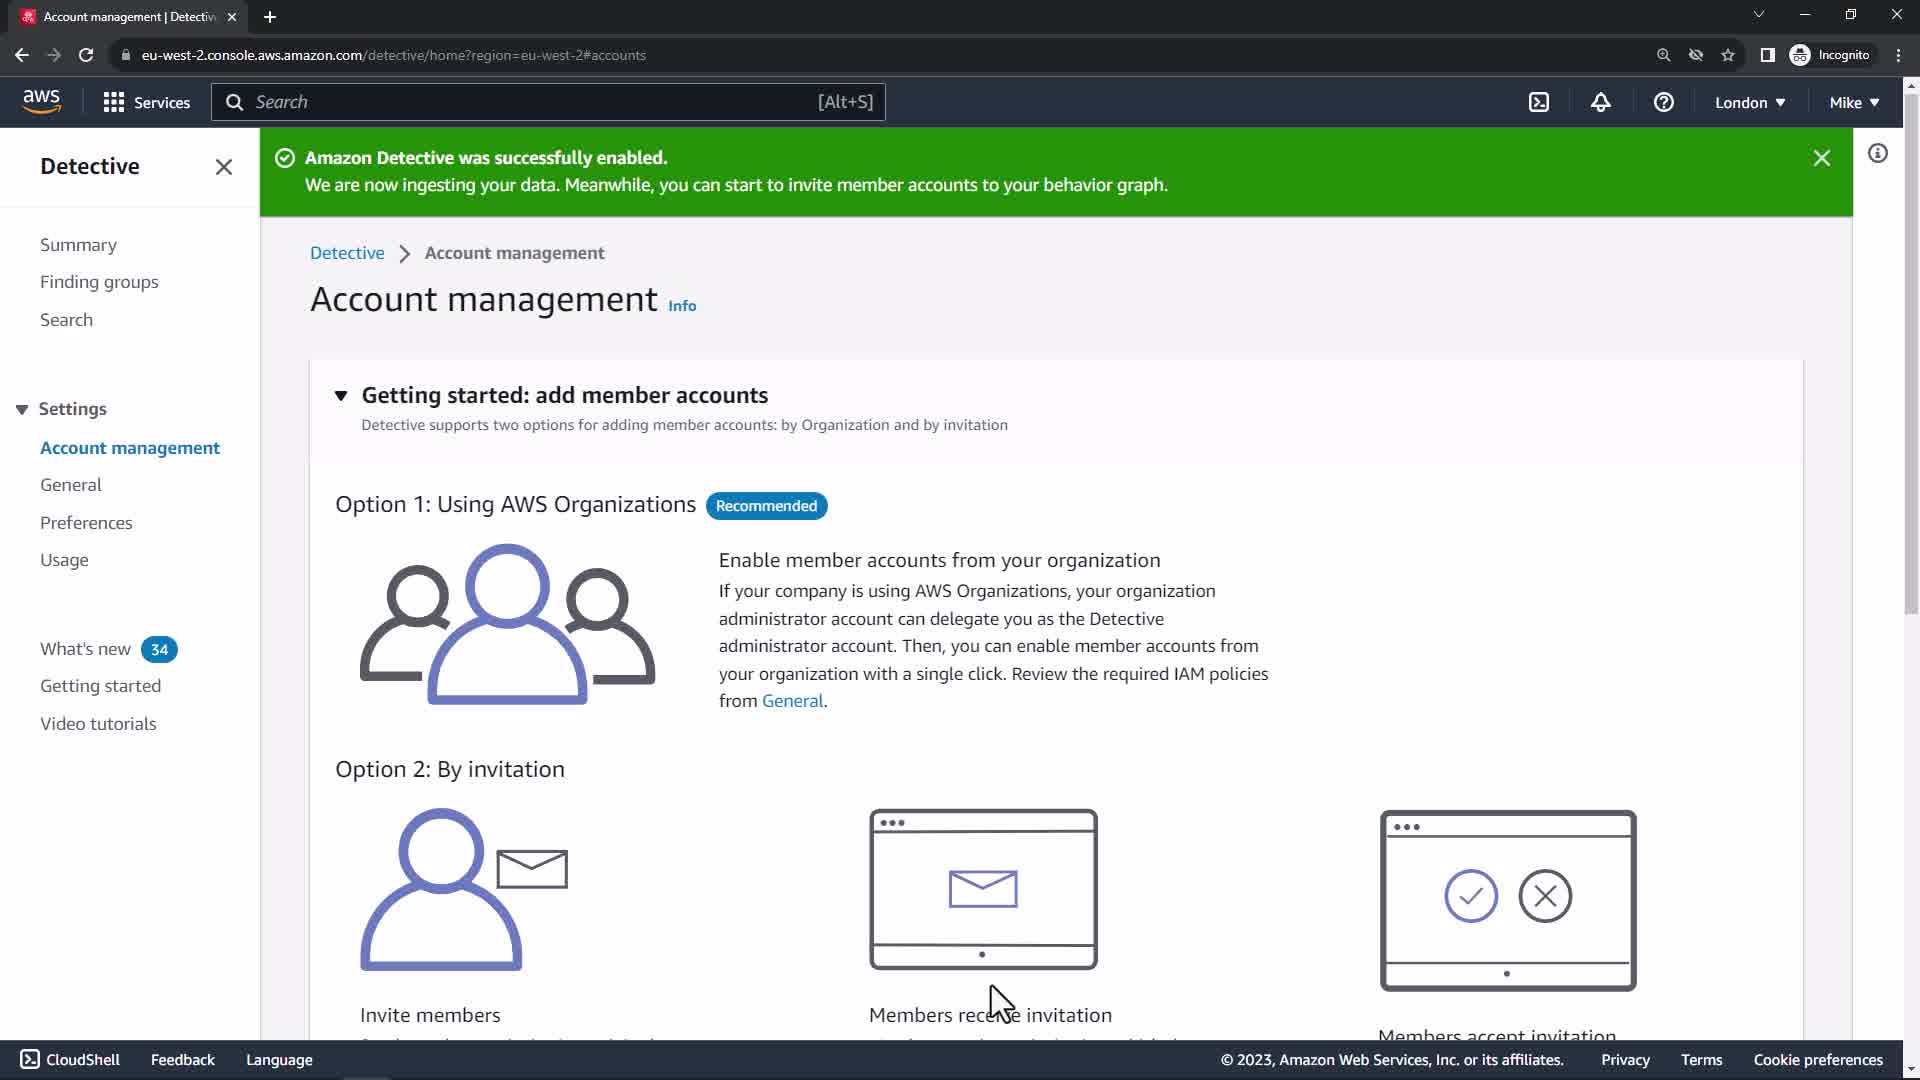 Account management | Detective
eu-west-2.console.aws.amazon.com/detective/home?region=eu-west-2#accounts
Incognito
aws
Services
Search
[Alt+S]
London
Mike
Detective
Amazon Detective was successfully enabled.
We are now ingesting your data. Meanwhile, you can start to invite member accounts to your behavior graph.
Summary
Finding groups
Search
Settings
Account management
General
Preferences
Usage
What's new 34
Getting started
Video tutorials
Detective > Account management
Account management Info
Getting started: add member accounts
Detective supports two options for adding member accounts: by Organization and by invitation
Option 1: Using AWS Organizations Recommended
Enable member accounts from your organization
If your company is using AWS Organizations, your organization
administrator account can delegate you as the Detective
administrator account. Then, you can enable member accounts from
your organization with a single click. Review the required IAM policies
from General.
Option 2: By invitation
Invite members
Members receive invitation
Members accept invitation
CloudShell
Feedback
Language
© 2023, Amazon Web Services, Inc. or its affiliates.
Privacy
Terms
Cookie preferences